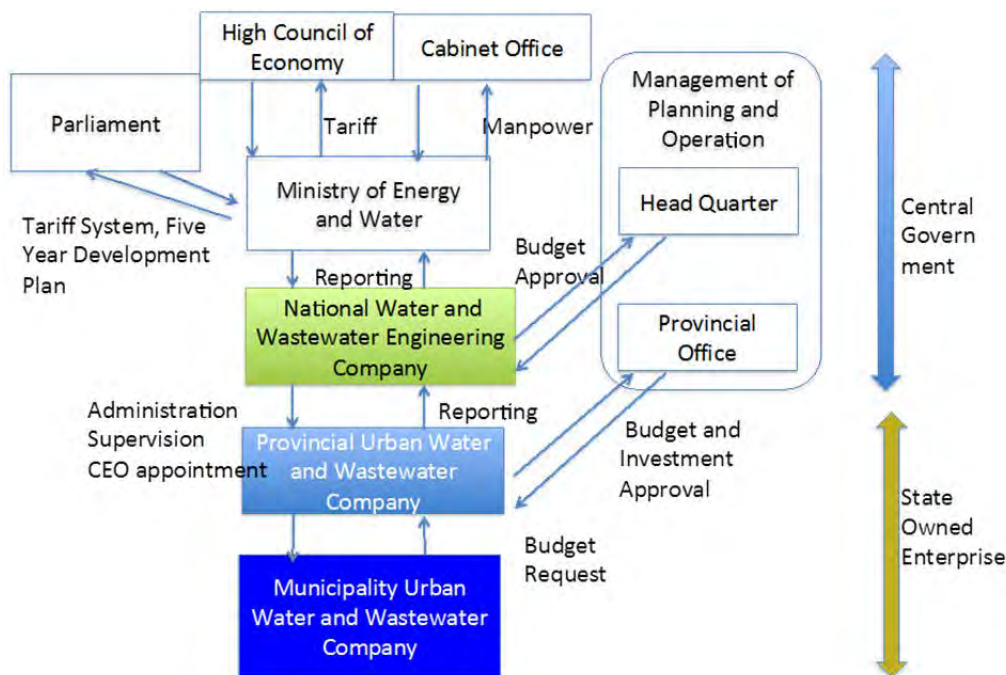 High Council of
Economy
Cabinet Office
Parliament
Tariff
Manpower
Management of
Planning and
Operation
Ministry of Energy
and Water
Head Quarter
Central
Govern
ment
Tariff System, Five
Year Development
Plan
Reporting
Budget
Approval
National Water and
Wastewater Engineering
Company
Provincial
Office
Administration
Supervision
CEO appointment
Reporting
Provincial Urban Water
and Wastewater
Company
Budget and
Investment
Approval
State
Owned
Enterprise
Budget
Request
Municipality Urban
Water and Wastewater
Company